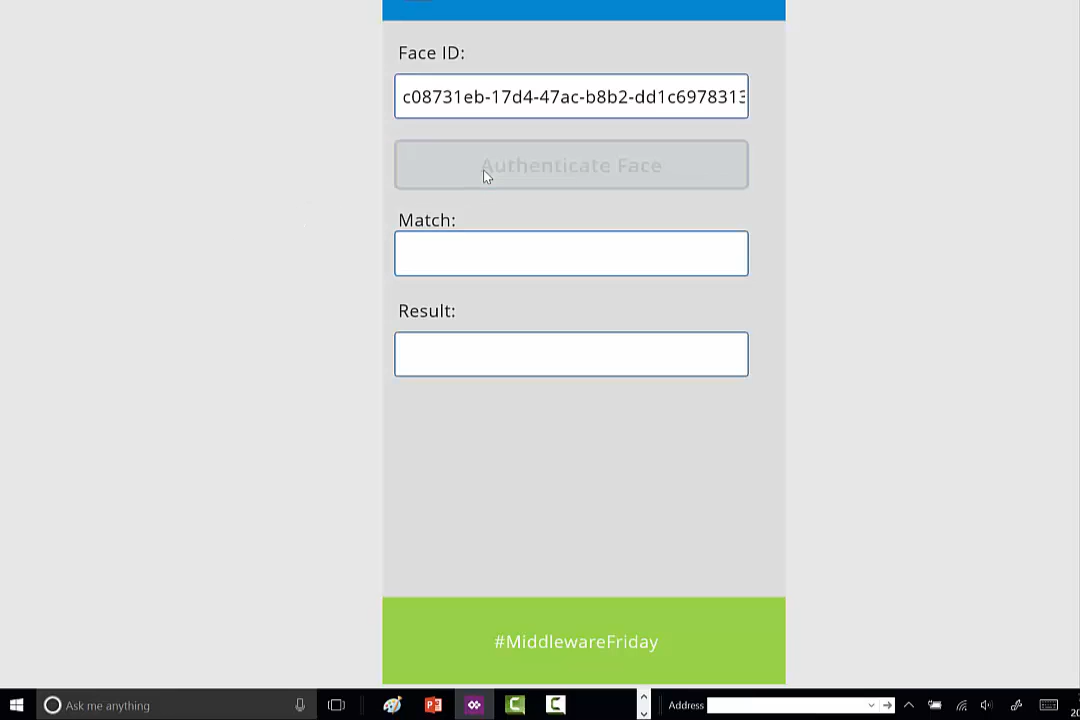 Face ID:
c08731eb-17d4-47ac-b8b2-dd1c6978313
Authenticate Face
Match:
Result:
#MiddlewareFriday
Ask me anything
Address